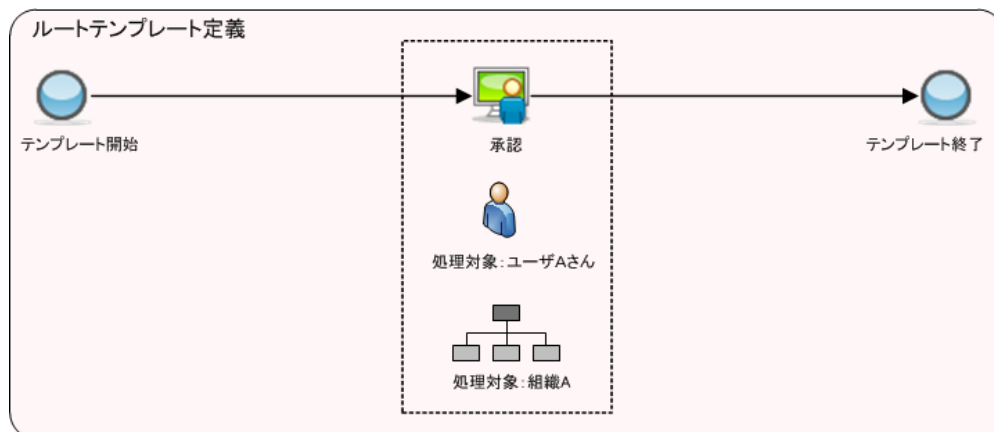 ルートテンプレート定義
テンプレート開始
承認
テンプレート終了
処理対象：ユーザAさん
処理対象：組織A